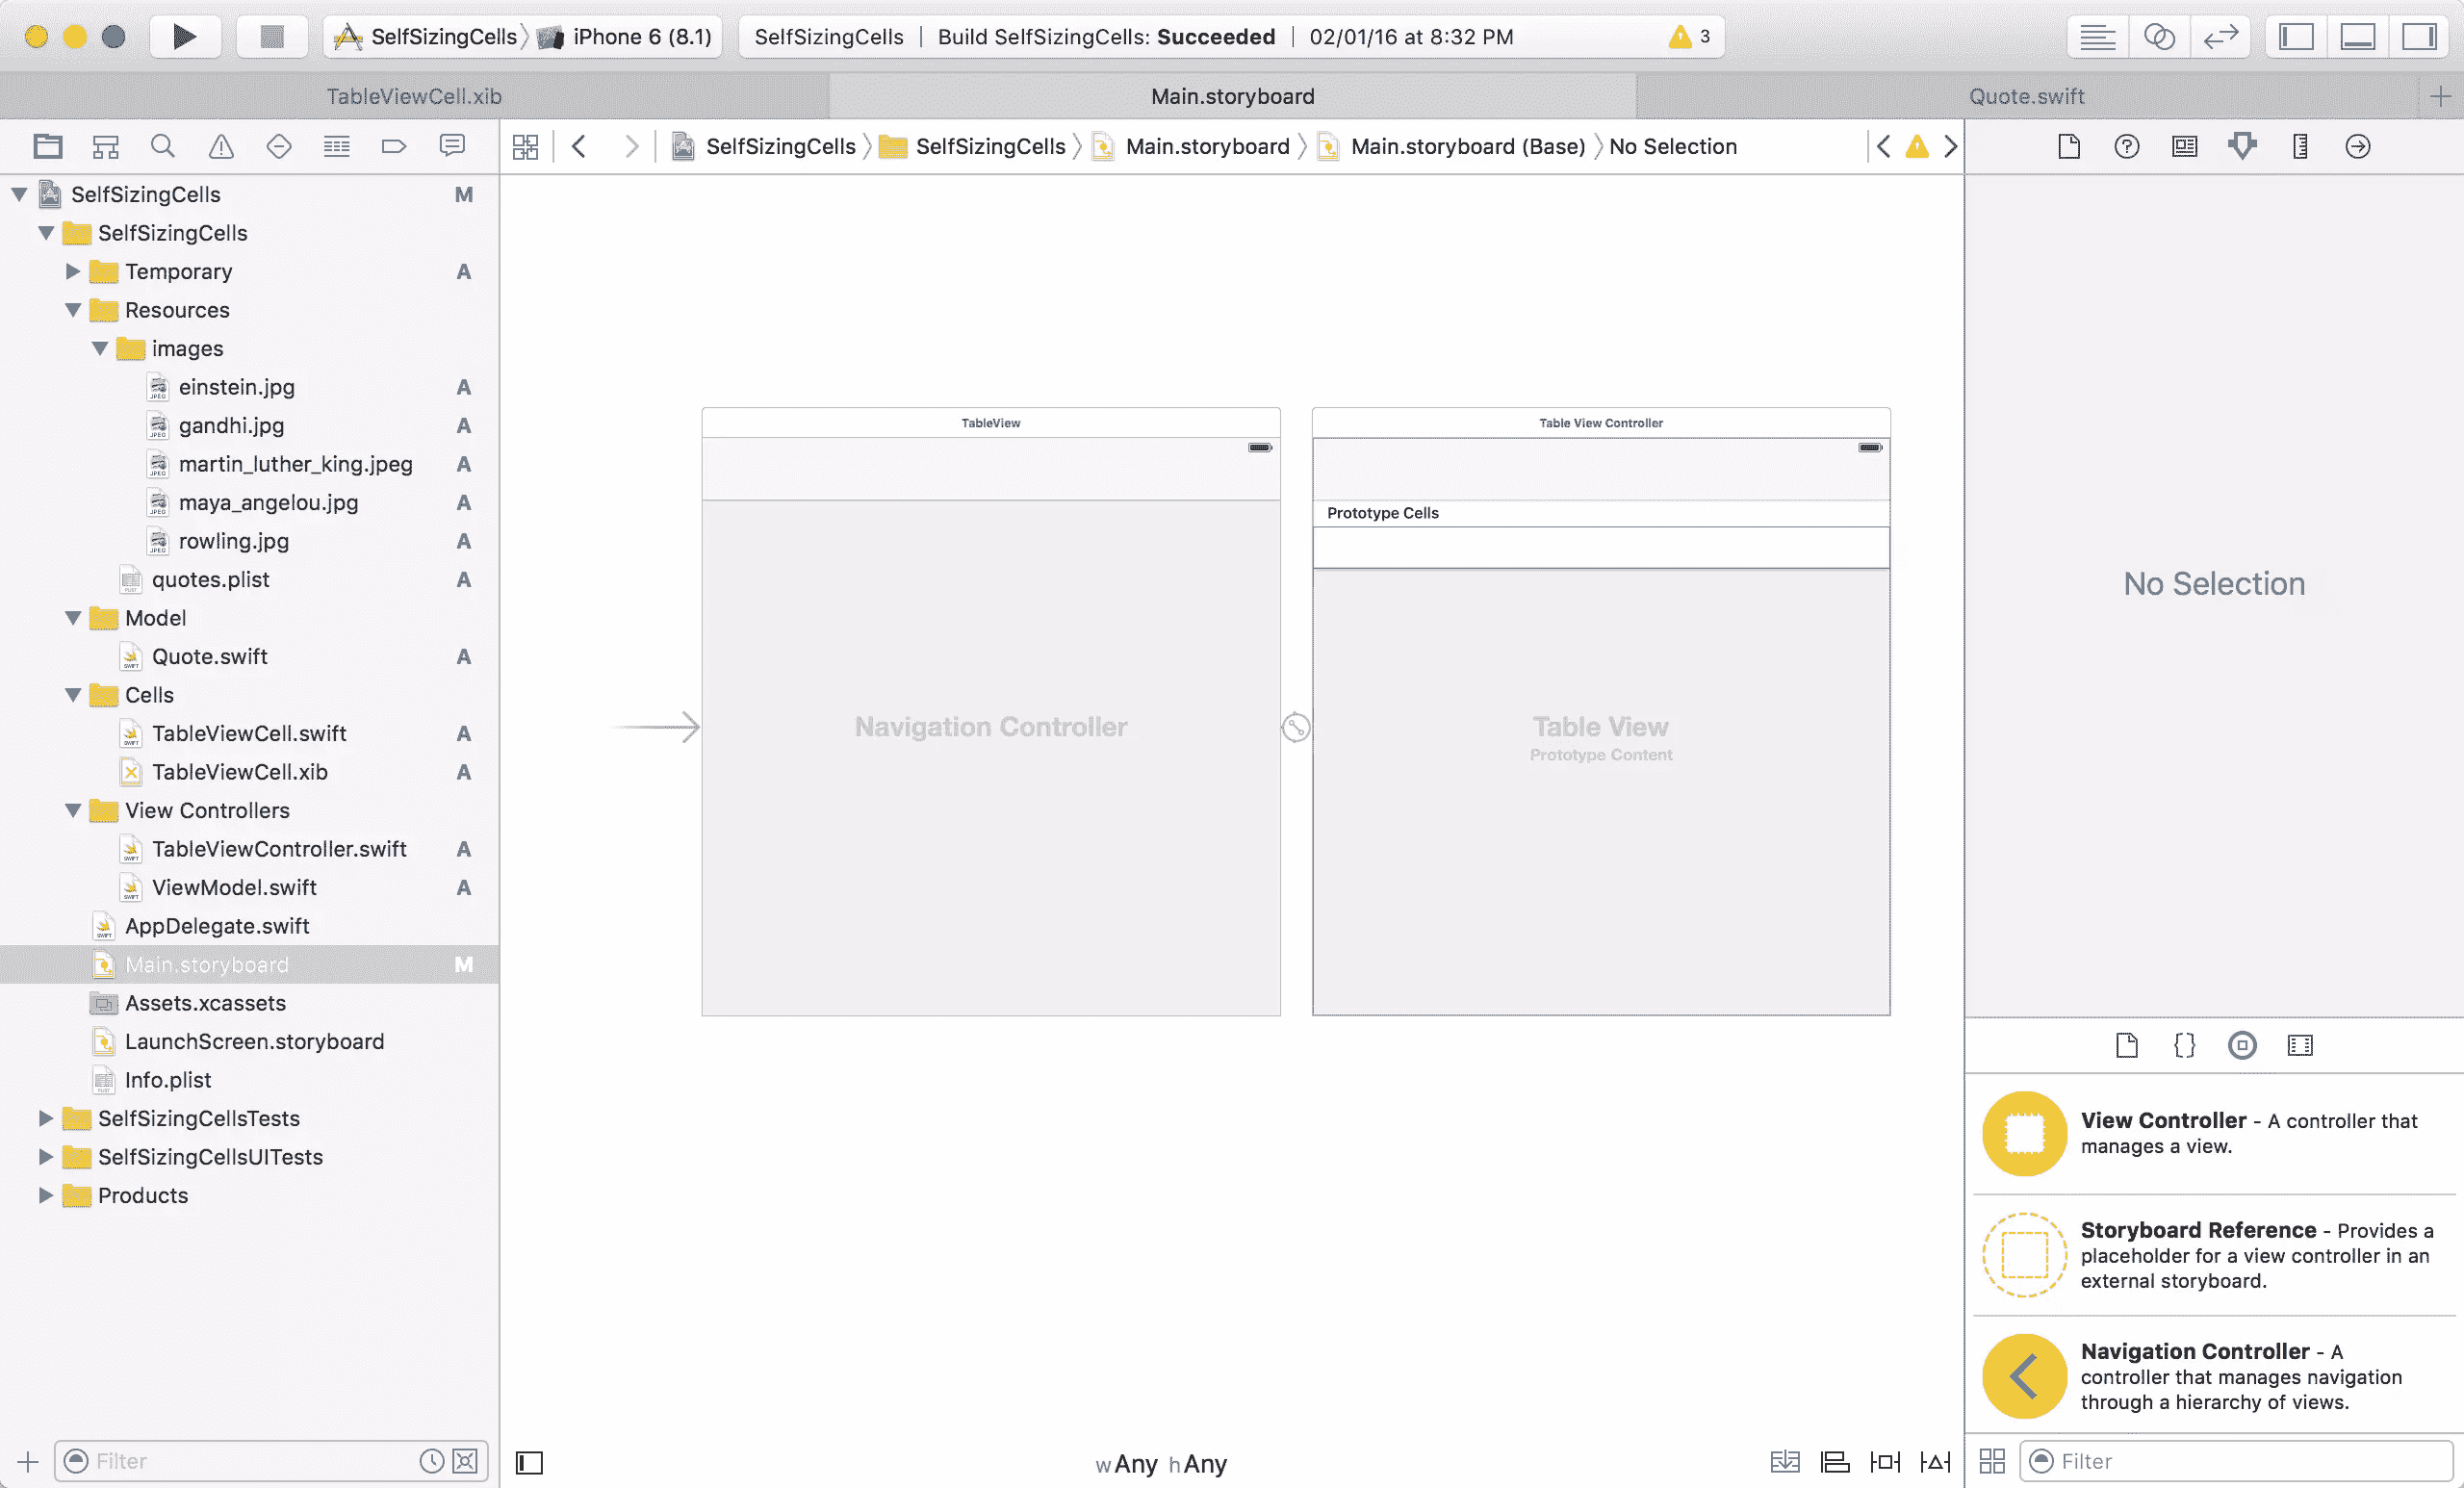 SelfSizingCells iPhone 6 (8.1) SelfSizingCells | Build SelfSizingCells: Succeeded | 02/01/16 at 8:32 PM 3
TableViewCell.xib Main.storyboard Quote.swift
SelfSizingCells SelfSizingCells Main.storyboard Main.storyboard (Base) No Selection
SelfSizingCells M
SelfSizingCells
Temporary A
Resources
images
einstein.jpg A
gandhi.jpg A
martin_luther_king.jpeg A
maya_angelou.jpg A
rowling.jpg A
quotes.plist A
Model
Quote.swift A
Cells
TableViewCell.swift A
TableViewCell.xib A
View Controllers
TableViewController.swift A
ViewModel.swift A
AppDelegate.swift
Main.storyboard M
Assets.xcassets
LaunchScreen.storyboard
Info.plist
SelfSizingCellsTests
SelfSizingCellsUITests
Products
Filter
TableView
Navigation Controller
Table View Controller
Prototype Cells
Table View
Prototype Content
wAny hAny
No Selection
View Controller - A controller that
manages a view.
Storyboard Reference - Provides a
placeholder for a view controller in an
external storyboard.
Navigation Controller - A
controller that manages navigation
through a hierarchy of views.
Filter